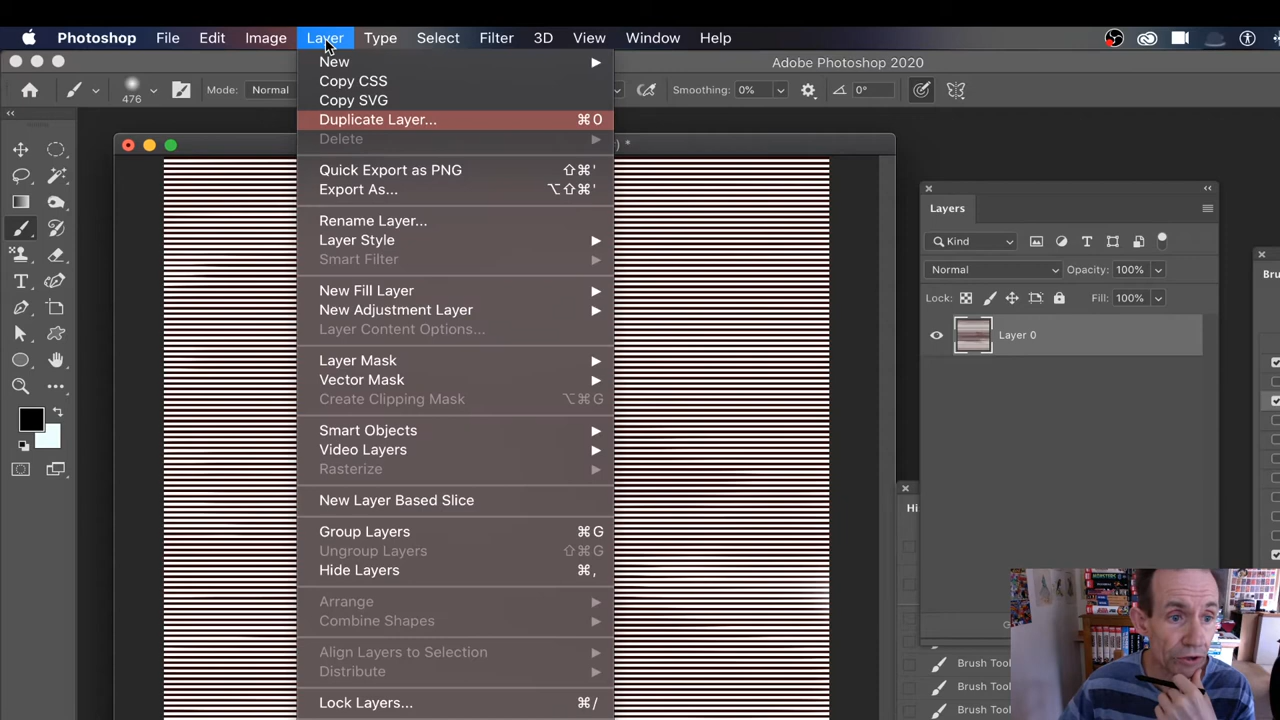 Photoshop File Edit Image Layer Type Select Filter 3D View Window Help
Adobe Photoshop 2020
476 Mode: Normal Smoothing: 0% 0°
) *
New
Copy CSS
Copy SVG
Duplicate Layer... ⌘O
Delete
Quick Export as PNG ⇧⌘'
Export As... ⌥⇧⌘'
Rename Layer...
Layer Style
Smart Filter
New Fill Layer
New Adjustment Layer
Layer Content Options...
Layer Mask
Vector Mask
Create Clipping Mask ⌥⌘G
Smart Objects
Video Layers
Rasterize
New Layer Based Slice
Group Layers ⌘G
Ungroup Layers ⇧⌘G
Hide Layers ⌘,
Arrange
Combine Shapes
Align Layers to Selection
Distribute
Lock Layers... ⌘/
Layers
Kind
Normal Opacity: 100%
Lock: Fill: 100%
Layer 0
Bru
Hi
Brush Tool
Brush Tool
Brush Tool